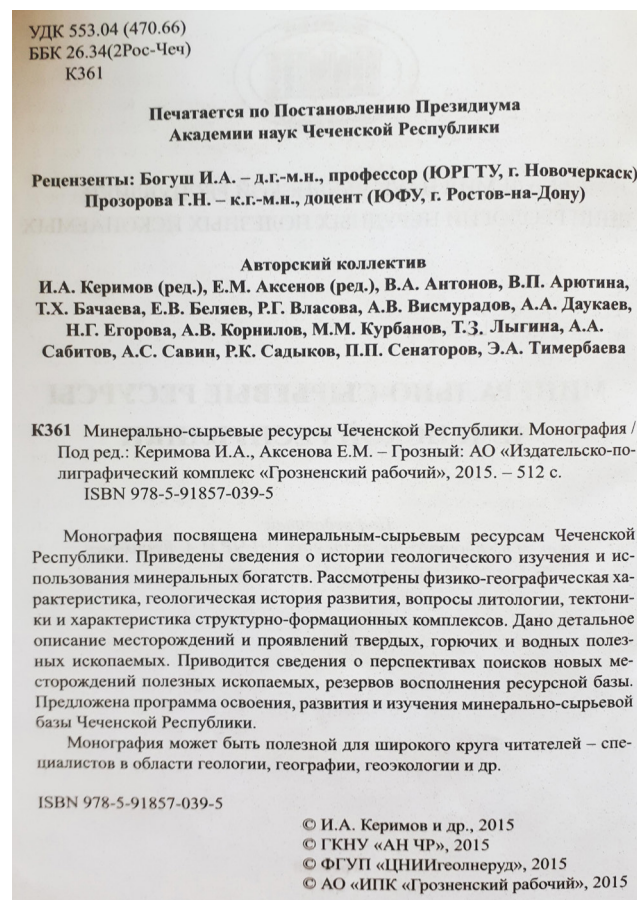 УДК 553.04 (470.66)
ББК 26.34(2Рос-Чеч)
К361
Печатается по Постановлению Президиума
Академии наук Чеченской Республики
Рецензенты: Богуш И.А. – д.г.-м.н., профессор (ЮРГТУ, г. Новочеркаск)
Прозорова Г.Н. – к.г.-м.н., доцент (ЮФУ, г. Ростов-на-Дону)
Авторский коллектив
И.А. Керимов (ред.), Е.М. Аксенов (ред.), В.А. Антонов, В.П. Арютина,
Т.Х. Бачаева, Е.В. Беляев, Р.Г. Власова, А.В. Висмурадов, А.А. Даукаев,
Н.Г. Егорова, А.В. Корнилов, М.М. Курбанов, Т.З. Лыгина, А.А.
Сабитов, А.С. Савин, Р.К. Садыков, П.П. Сенаторов, Э.А. Тимербаева
К361 Минерально-сырьевые ресурсы Чеченской Республики. Монография /
Под ред.: Керимова И.А., Аксенова Е.М. – Грозный: АО «Издательско-по-
лиграфический комплекс «Грозненский рабочий», 2015. – 512 с.
ISBN 978-5-91857-039-5
Монография посвящена минеральным-сырьевым ресурсам Чеченской
Республики. Приведены сведения о истории геологического изучения и ис-
пользования минеральных богатств. Рассмотрены физико-географическая ха-
рактеристика, геологическая история развития, вопросы литологии, тектони-
ки и характеристика структурно-формационных комплексов. Дано детальное
описание месторождений и проявлений твердых, горючих и водных полез-
ных ископаемых. Приводится сведения о перспективах поисков новых ме-
сторождений полезных ископаемых, резервов восполнения ресурсной базы.
Предложена программа освоения, развития и изучения минерально-сырьевой
базы Чеченской Республики.
Монография может быть полезной для широкого круга читателей – спе-
циалистов в области геологии, географии, геоэкологии и др.
ISBN 978-5-91857-039-5
© И.А. Керимов и др., 2015
© ГКНУ «АН ЧР», 2015
© ФГУП «ЦНИИгеолнеруд», 2015
© АО «ИПК «Грозненский рабочий», 2015